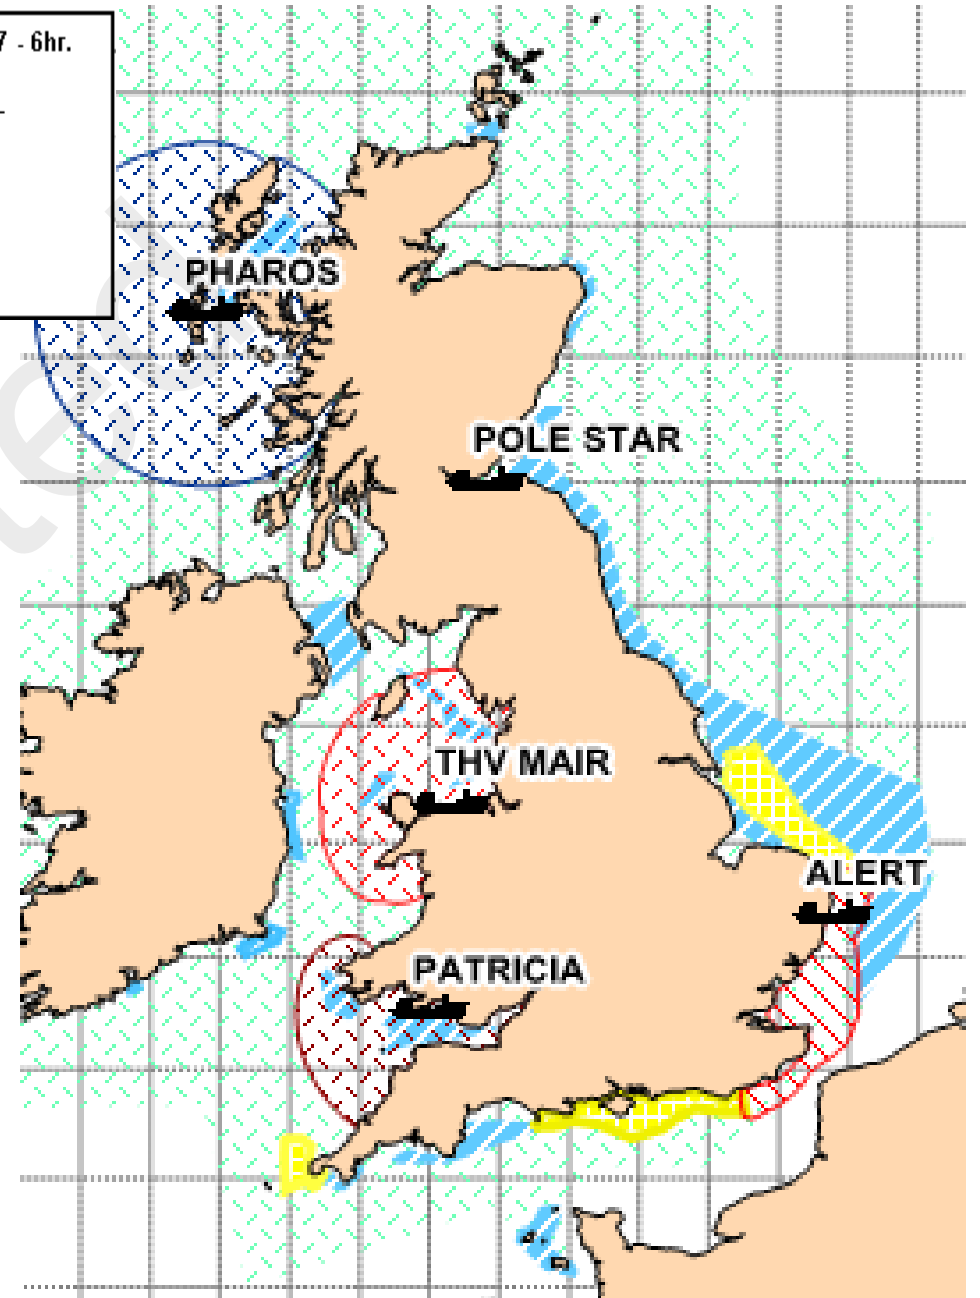 7 - 6hr.
PHAROS
POLE STAR
THV MAIR
ALERT
PATRICIA